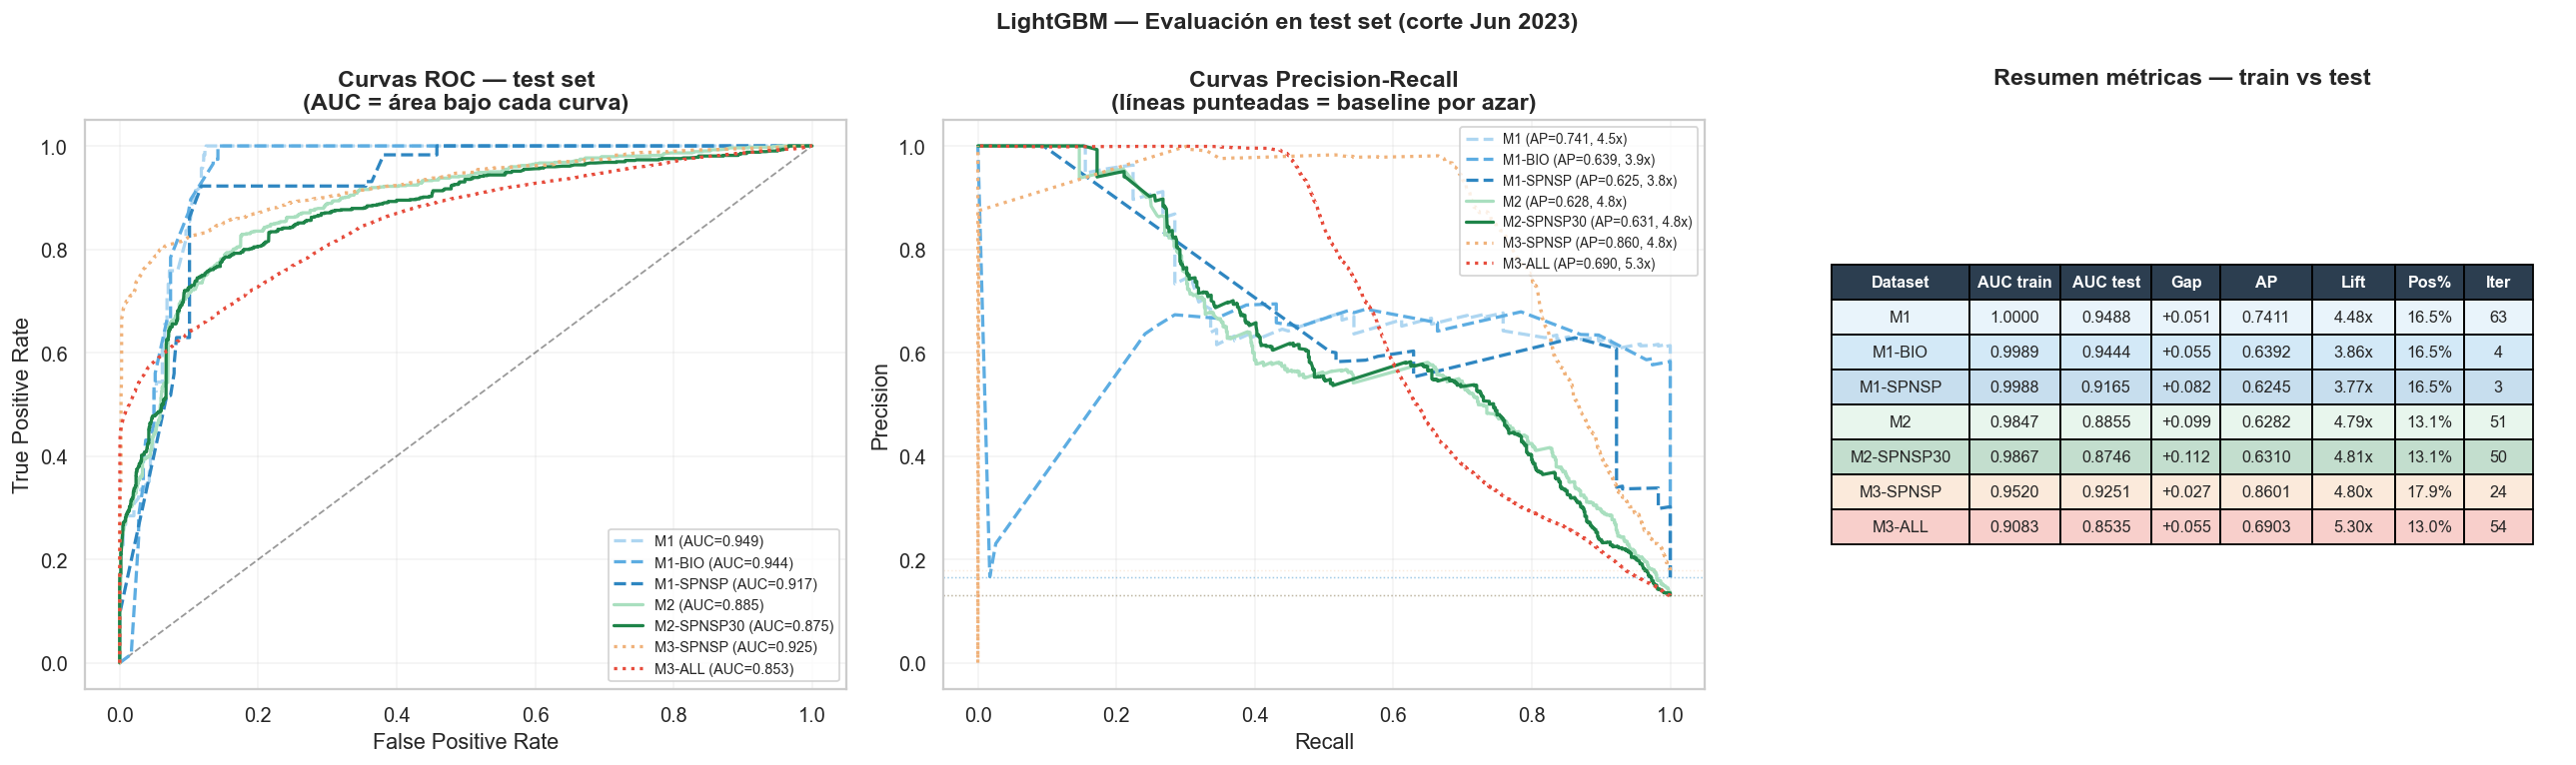 LightGBM — Evaluación en test set (corte Jun 2023)
Curvas ROC — test set
(AUC = área bajo cada curva)
True Positive Rate
1.0
0.8
0.6
0.4
0.2
0.0
M1 (AUC=0.949)
M1-BIO (AUC=0.944)
M1-SPNSP (AUC=0.917)
M2 (AUC=0.885)
M2-SPNSP30 (AUC=0.875)
M3-SPNSP (AUC=0.925)
M3-ALL (AUC=0.853)
0.0 0.2 0.4 0.6 0.8 1.0
False Positive Rate
Curvas Precision-Recall
(líneas punteadas = baseline por azar)
Precision
1.0
0.8
0.6
0.4
0.2
0.0
M1 (AP=0.741, 4.5x)
M1-BIO (AP=0.639, 3.9x)
M1-SPNSP (AP=0.625, 3.8x)
M2 (AP=0.628, 4.8x)
M2-SPNSP30 (AP=0.631, 4.8x)
M3-SPNSP (AP=0.860, 4.8x)
M3-ALL (AP=0.690, 5.3x)
0.0 0.2 0.4 0.6 0.8 1.0
Recall
Resumen métricas — train vs test
Dataset AUC train AUC test Gap AP Lift Pos% Iter
M1 1.0000 0.9488 +0.051 0.7411 4.48x 16.5% 63
M1-BIO 0.9989 0.9444 +0.055 0.6392 3.86x 16.5% 4
M1-SPNSP 0.9988 0.9165 +0.082 0.6245 3.77x 16.5% 3
M2 0.9847 0.8855 +0.099 0.6282 4.79x 13.1% 51
M2-SPNSP30 0.9867 0.8746 +0.112 0.6310 4.81x 13.1% 50
M3-SPNSP 0.9520 0.9251 +0.027 0.8601 4.80x 17.9% 24
M3-ALL 0.9083 0.8535 +0.055 0.6903 5.30x 13.0% 54